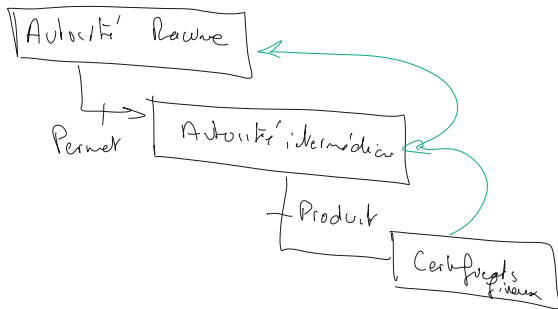 Autorité Racine
Permet
Autorité intermédiaire
Produit
Certificats
finaux